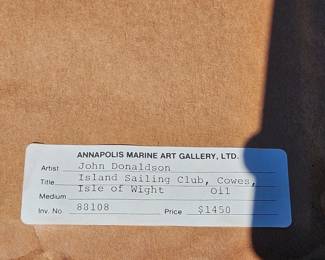 ANNAPOLIS MARINE ART GALLERY, LTD.
Artist John Donaldson
Title Island Sailing Club, Cowes,
Isle of Wight
Medium Oil
Inv. No 88108 Price $1450